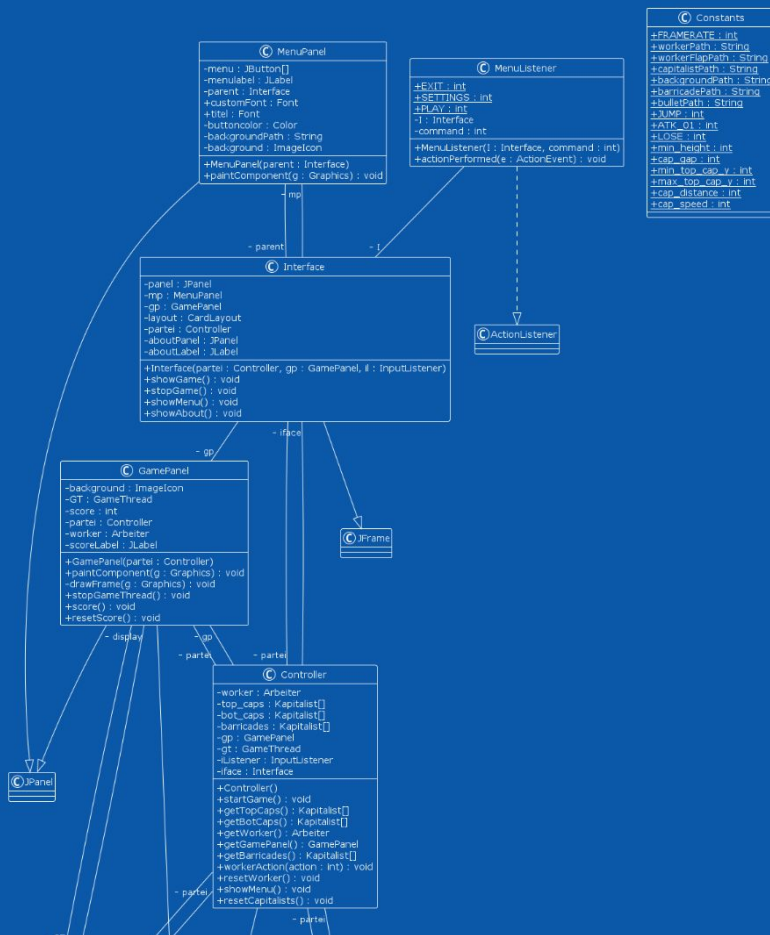 C MenuPanel
-menu : JButton[]
-menulabel : JLabel
-parent : Interface
+customFont : Font
+titel : Font
-buttoncolor : Color
-backgroundPath : String
-background : ImageIcon
+MenuPanel(parent : Interface)
+paintComponent(g : Graphics) : void
C MenuListener
+EXIT : int
+SETTINGS : int
+PLAY : int
-I : Interface
-command : int
+MenuListener(I : Interface, command : int)
+actionPerformed(e : ActionEvent) : void
C Constants
+FRAMERATE : int
+workerPath : String
+workerFlapPath : String
+capitalistPath : String
+backgroundPath : String
+barricadePath : String
+bulletPath : String
+JUMP : int
+ATK_01 : int
+LOSE : int
+min_height : int
+cap_gap : int
+min_top_cap_y : int
+max_top_cap_y : int
+cap_distance : int
+cap_speed : int
- mp
- parent
- I
C Interface
-panel : JPanel
-mp : MenuPanel
-gp : GamePanel
-layout : CardLayout
-partei : Controller
-aboutPanel : JPanel
-aboutLabel : JLabel
+Interface(partei : Controller, gp : GamePanel, il : InputListener)
+showGame() : void
+stopGame() : void
+showMenu() : void
+showAbout() : void
C ActionListener
- iface
- gp
C GamePanel
-background : ImageIcon
-GT : GameThread
-score : int
-partei : Controller
-worker : Arbeiter
-scoreLabel : JLabel
+GamePanel(partei : Controller)
+paintComponent(g : Graphics) : void
-drawFrame(g : Graphics) : void
+stopGameThread() : void
+score() : void
+resetScore() : void
C JFrame
- display
- gp
- partei
- partei
C Controller
-worker : Arbeiter
-top_caps : Kapitalist[]
-bot_caps : Kapitalist[]
-barricades : Kapitalist[]
-gp : GamePanel
-gt : GameThread
-iListener : InputListener
-iface : Interface
+Controller()
+startGame() : void
+getTopCaps() : Kapitalist[]
+getBotCaps() : Kapitalist[]
+getWorker() : Arbeiter
+getGamePanel() : GamePanel
+getBarricades() : Kapitalist[]
+workerAction(action : int) : void
+resetWorker() : void
+showMenu() : void
+resetCapitalists() : void
C JPanel
- partei
- partei